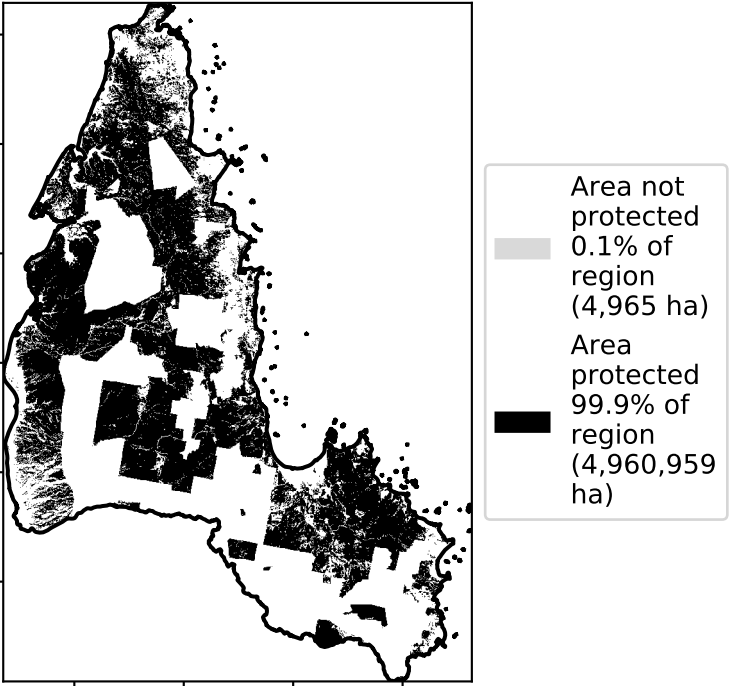 Area not
protected
0.1% of
region
(4,965 ha)
Area
protected
99.9% of
region
(4,960,959
ha)